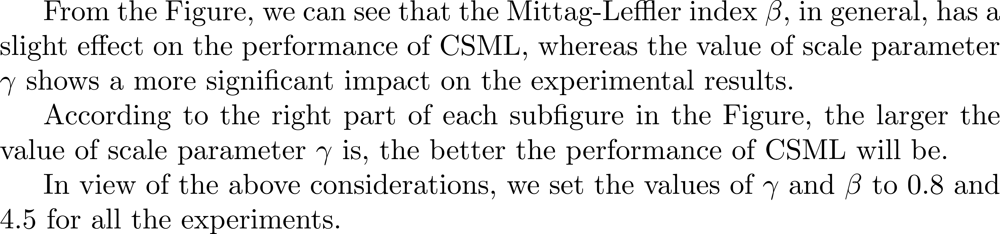 From the Figure, we can see that the Mittag-Leffler index β, in general, has a
slight effect on the performance of CSML, whereas the value of scale parameter
γ shows a more significant impact on the experimental results.
According to the right part of each subfigure in the Figure, the larger the
value of scale parameter γ is, the better the performance of CSML will be.
In view of the above considerations, we set the values of γ and β to 0.8 and
4.5 for all the experiments.